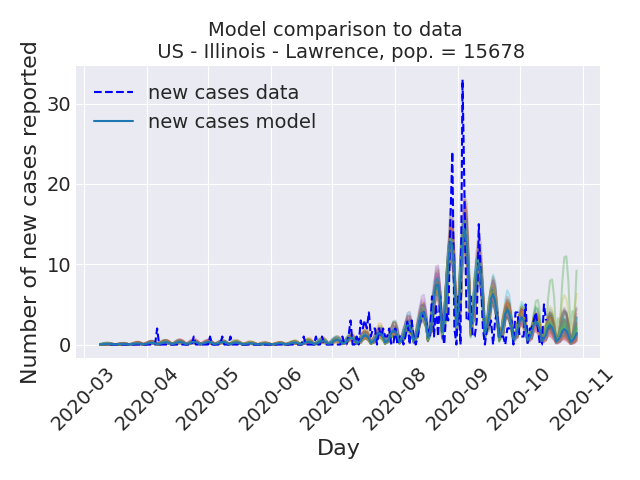 Model comparison to data
US - Illinois - Lawrence, pop. = 15678
Number of new cases reported
30
20
10
0
new cases data
new cases model
2020-03
2020-04
2020-05
2020-06
2020-07
2020-08
2020-09
2020-10
2020-11
Day